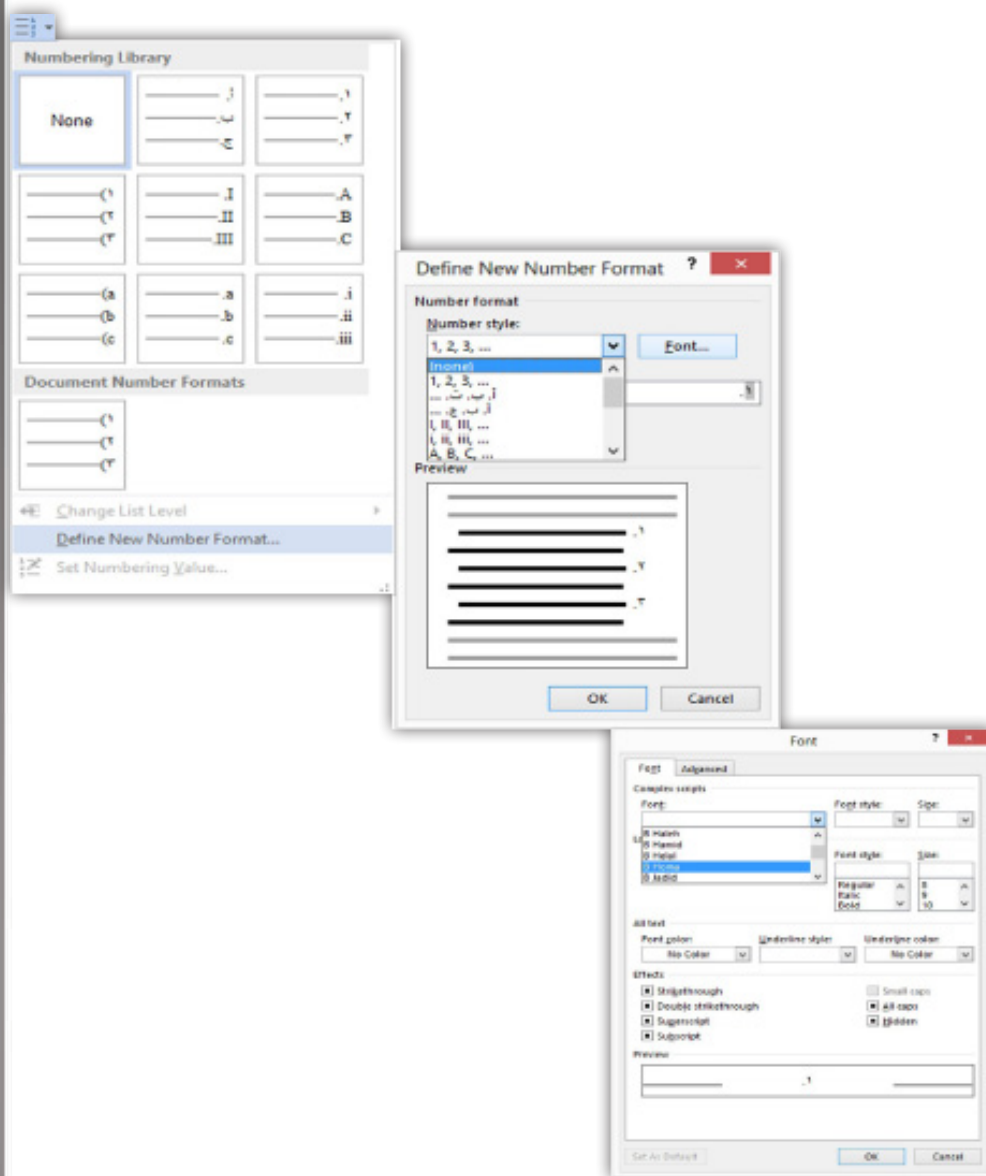 Numbering Library
None
أ.
ب.
ج.
.١
.٢
.٣
(١
(٢
(٣
.I
.II
.III
.A
.B
.C
(a
(b
(c
.a
.b
.c
.i
.ii
.iii
Document Number Formats
(١
(٢
(٣
Change List Level
Define New Number Format...
Set Numbering Value...
Define New Number Format ?
Number format
Number style:
1, 2, 3, ...
Font...
(none)
1, 2, 3, ...
أ, ب, ت, ...
أ, ب, ج, ...
I, II, III, ...
i, ii, iii, ...
A, B, C, ...
.١
Preview
.١
.٢
.٣
OK Cancel
Font ?
Font Advanced
Complex scripts
Font: Font style: Size:
B Haleh
B Hamid
B Helal
B Homa
B Jadid
Font style: Size:
Regular
Italic
Bold
8
9
10
All text
Font color: Underline style: Underline color:
No Color No Color
Effects
Strikethrough Small caps
Double strikethrough All caps
Superscript Hidden
Subscript
Preview
.١
Set As Default OK Cancel